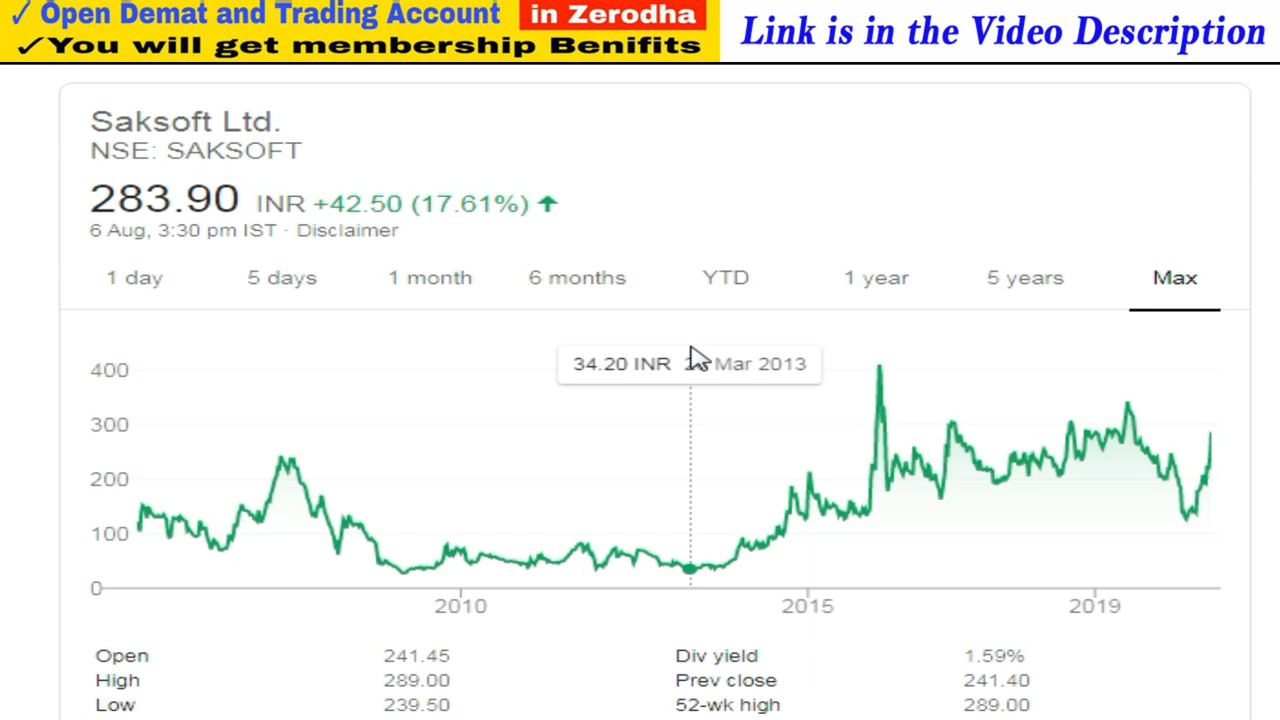 ✓ Open Demat and Trading Account in Zerodha
✓You will get membership Benifits
Link is in the Video Description
Saksoft Ltd.
NSE: SAKSOFT
283.90 INR +42.50 (17.61%) ↑
6 Aug, 3:30 pm IST · Disclaimer
1 day 5 days 1 month 6 months YTD 1 year 5 years Max
34.20 INR Mar 2013
400
300
200
100
0
2010 2015 2019
Open 241.45 Div yield 1.59%
High 289.00 Prev close 241.40
Low 239.50 52-wk high 289.00